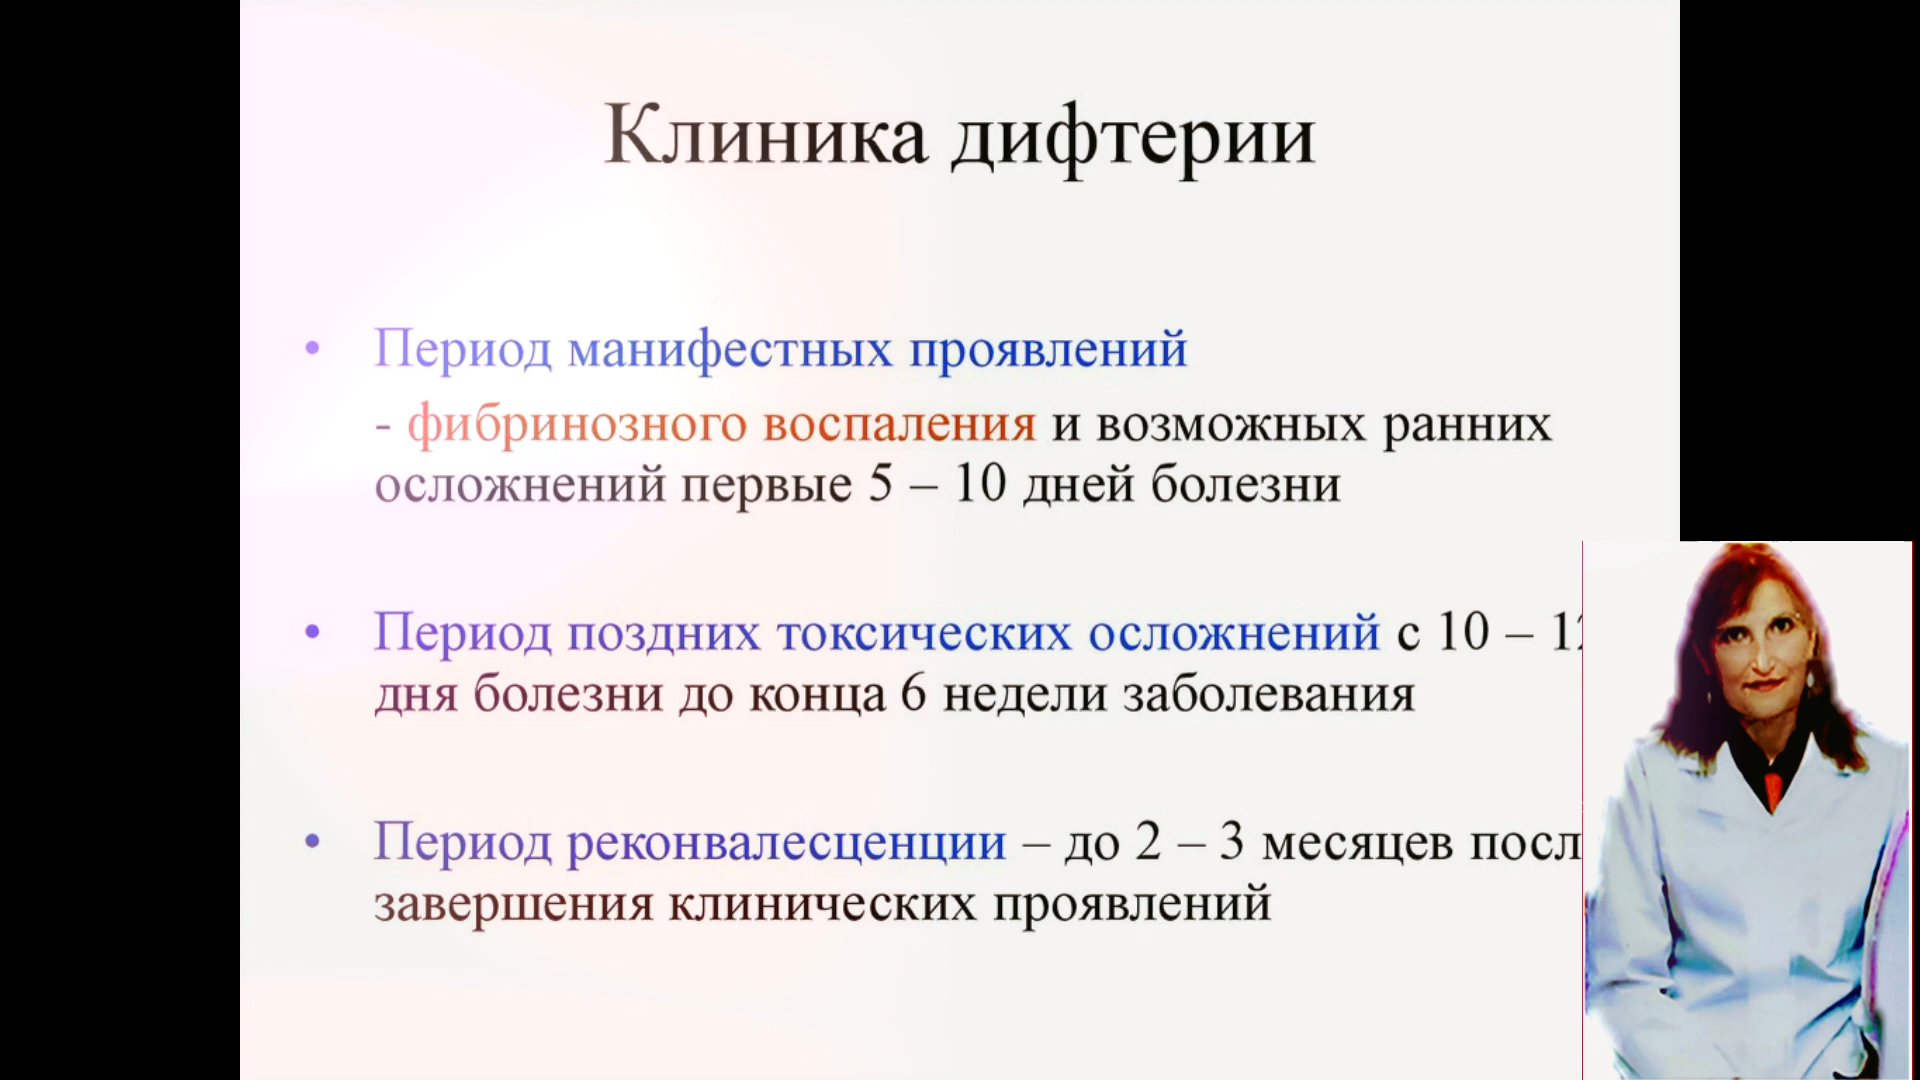 Клиника дифтерии
• Период манифестных проявлений
- фибринозного воспаления и возможных ранних
осложнений первые 5 – 10 дней болезни
• Период поздних токсических осложнений с 10 –
дня болезни до конца 6 недели заболевания
• Период реконвалесценции – до 2 – 3 месяцев
завершения клинических проявлений